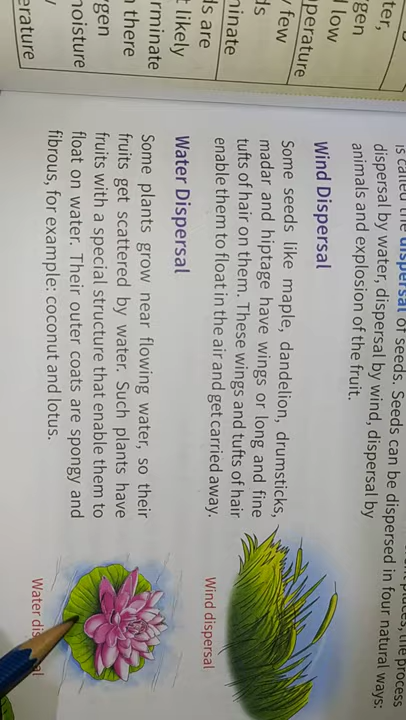 ter,
gen
l low
perature
y few
ds
minate
ds are
t likely
rminate
n there
gen
moisture
y
erature
is called the dispersal of seeds. Seeds can be dispersed in four natural ways:
dispersal by water, dispersal by wind, dispersal by
animals and explosion of the fruit.
Wind Dispersal
Some seeds like maple, dandelion, drumsticks,
madar and hiptage have wings or long and fine
tufts of hair on them. These wings and tufts of hair
enable them to float in the air and get carried away.
Wind dispersal
Water Dispersal
Some plants grow near flowing water, so their
fruits get scattered by water. Such plants have
fruits with a special structure that enable them to
float on water. Their outer coats are spongy and
fibrous, for example: coconut and lotus.
Water